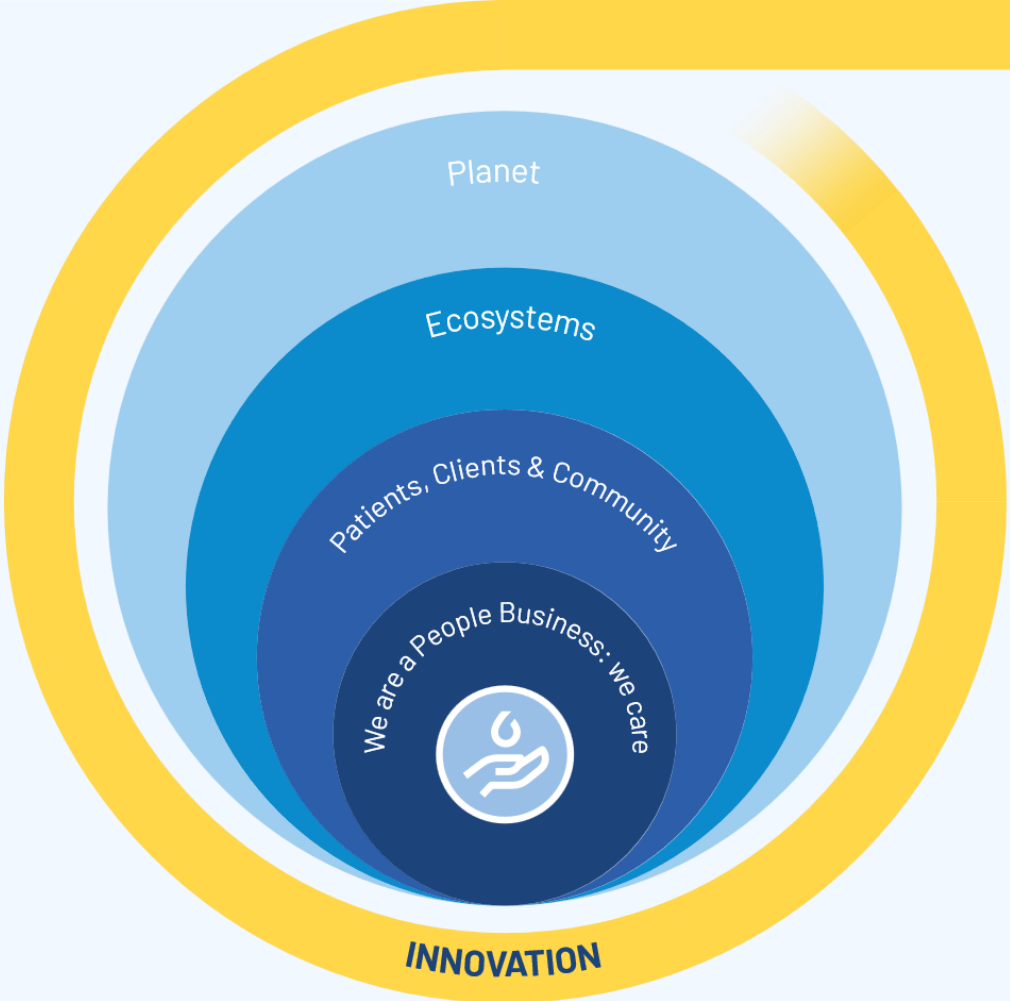 Planet
Ecosystems
Patients, Clients & Community
We are a People Business: we care
INNOVATION